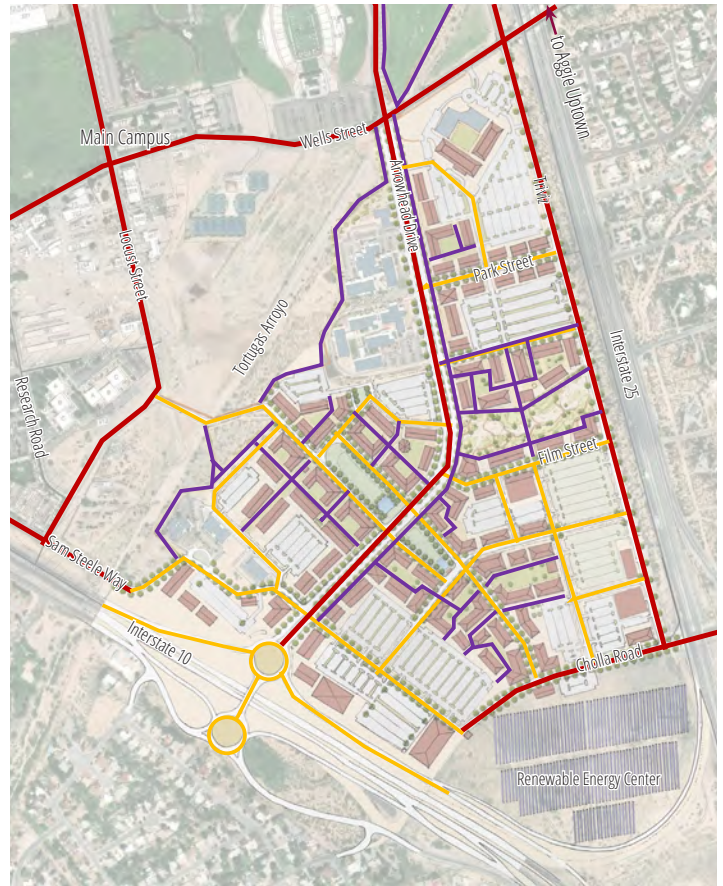 to Aggie Uptown
Main Campus
Wells Street
Arrowhead Drive
Triviz
Locust Street
Park Street
Tortugas Arroyo
Interstate 25
Research Road
Film Street
Sam Steele Way
Interstate 10
Cholla Road
Renewable Energy Center